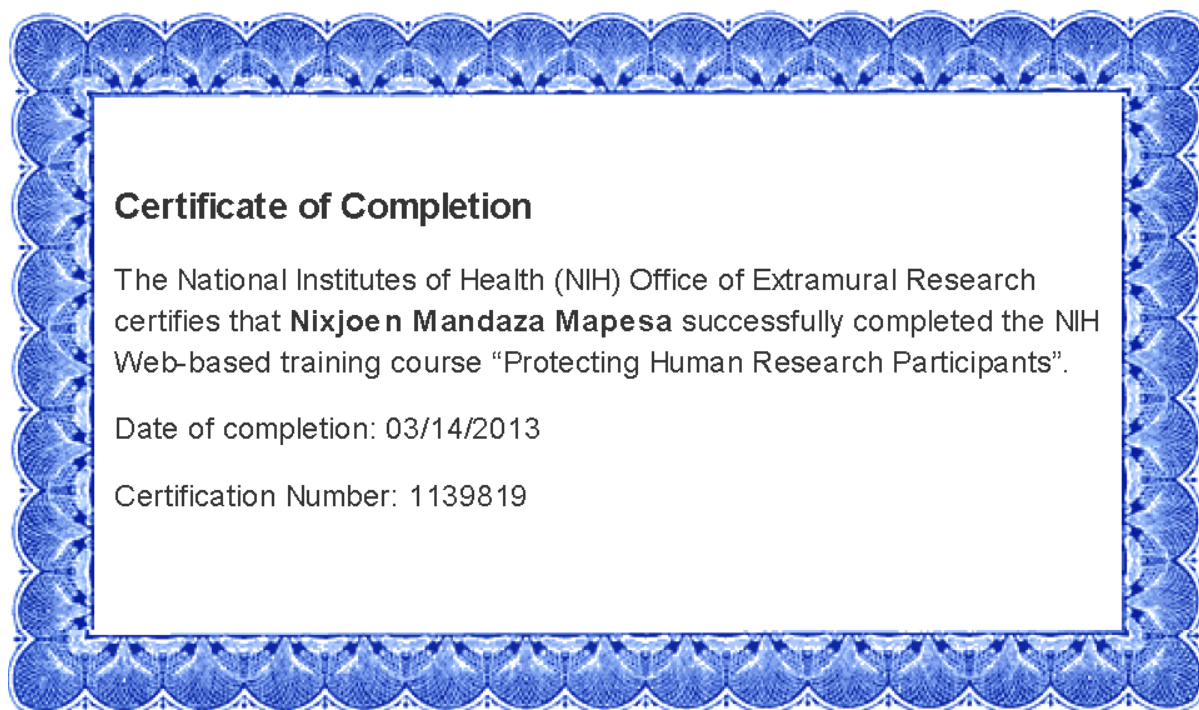 Certificate of Completion
The National Institutes of Health (NIH) Office of Extramural Research
certifies that Nixjoen Mandaza Mapesa successfully completed the NIH
Web-based training course “Protecting Human Research Participants”.
Date of completion: 03/14/2013
Certification Number: 1139819